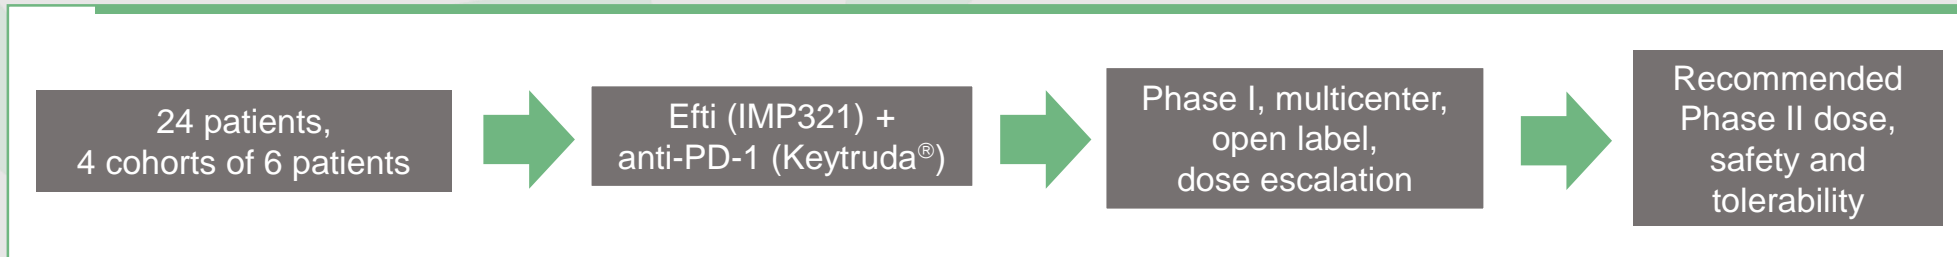 24 patients,
4 cohorts of 6 patients
Efti (IMP321) +
anti-PD-1 (Keytruda®)
Phase I, multicenter,
open label,
dose escalation
Recommended
Phase II dose,
safety and
tolerability